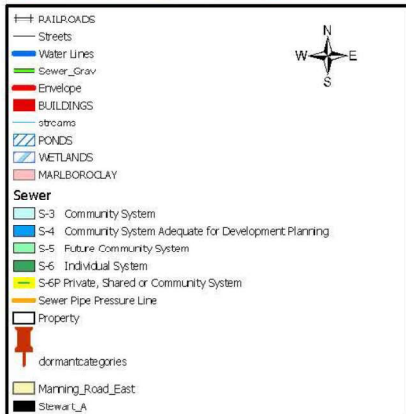 RAILROADS
Streets
Water Lines
Sewer_Grav
Envelope
BUILDINGS
streams
PONDS
WETLANDS
MARLBOROCLAY
Sewer
S-3 Community System
S-4 Community System Adequate for Development Planning
S-5 Future Community System
S-6 Individual System
S-6P Private, Shared or Community System
Sewer Pipe Pressure Line
Property
dormantcategories
Manning_Road_East
Stewart_A
N
W E
S